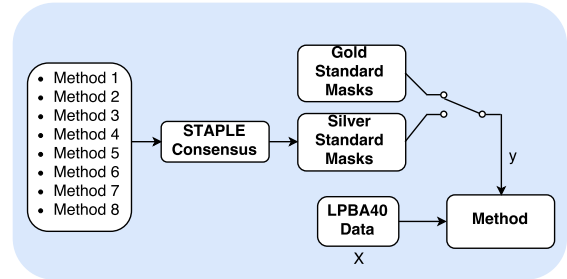 Method 1
Method 2
Method 3
Method 4
Method 5
Method 6
Method 7
Method 8
STAPLE
Consensus
Gold
Standard
Masks
Silver
Standard
Masks
y
LPBA40
Data
X
Method